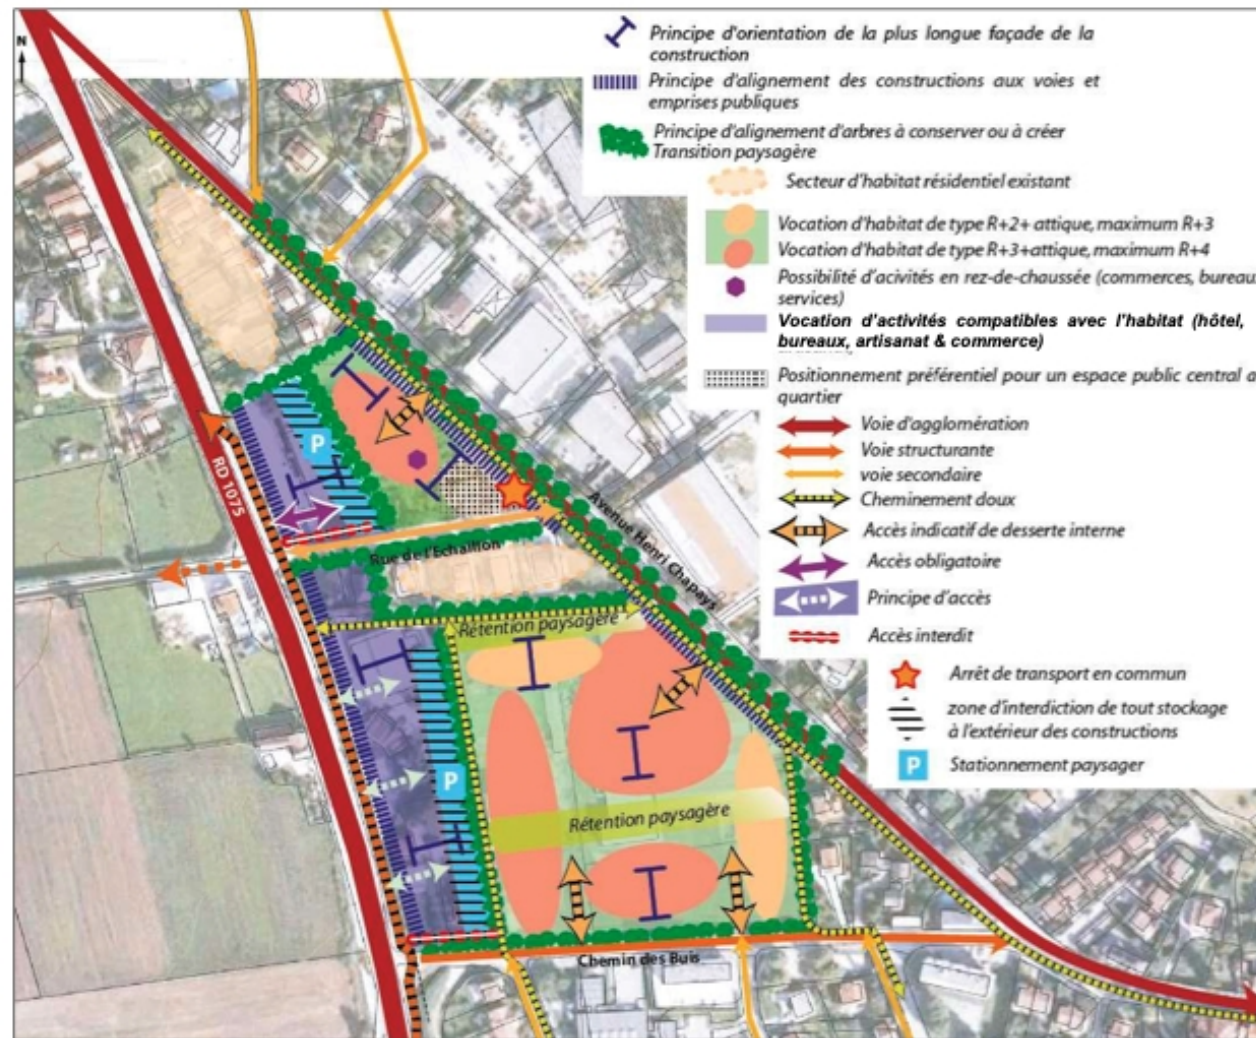 N
Principe d'orientation de la plus longue façade de la
construction
Principe d'alignement des constructions aux voies et
emprises publiques
Principe d'alignement d'arbres à conserver ou à créer
Transition paysagère
Secteur d'habitat résidentiel existant
Vocation d'habitat de type R+2+ attique, maximum R+3
Vocation d'habitat de type R+3+attique, maximum R+4
Possibilité d'acivités en rez-de-chaussée (commerces, bureau
services)
Vocation d'activités compatibles avec l'habitat (hôtel,
bureaux, artisanat & commerce)
Positionnement préférentiel pour un espace public central a
quartier
Voie d'agglomération
Voie structurante
voie secondaire
Cheminement doux
Accès indicatif de desserte interne
Accès obligatoire
Principe d'accès
Accès interdit
Arrêt de transport en commun
zone d'interdiction de tout stockage
à l'extérieur des constructions
P Stationnement paysager
P
RD 107S
Avenue Henri Chapays
Rue de l'Echaillon
Rétention paysagère
P
Rétention paysagère
Chemin des Buis